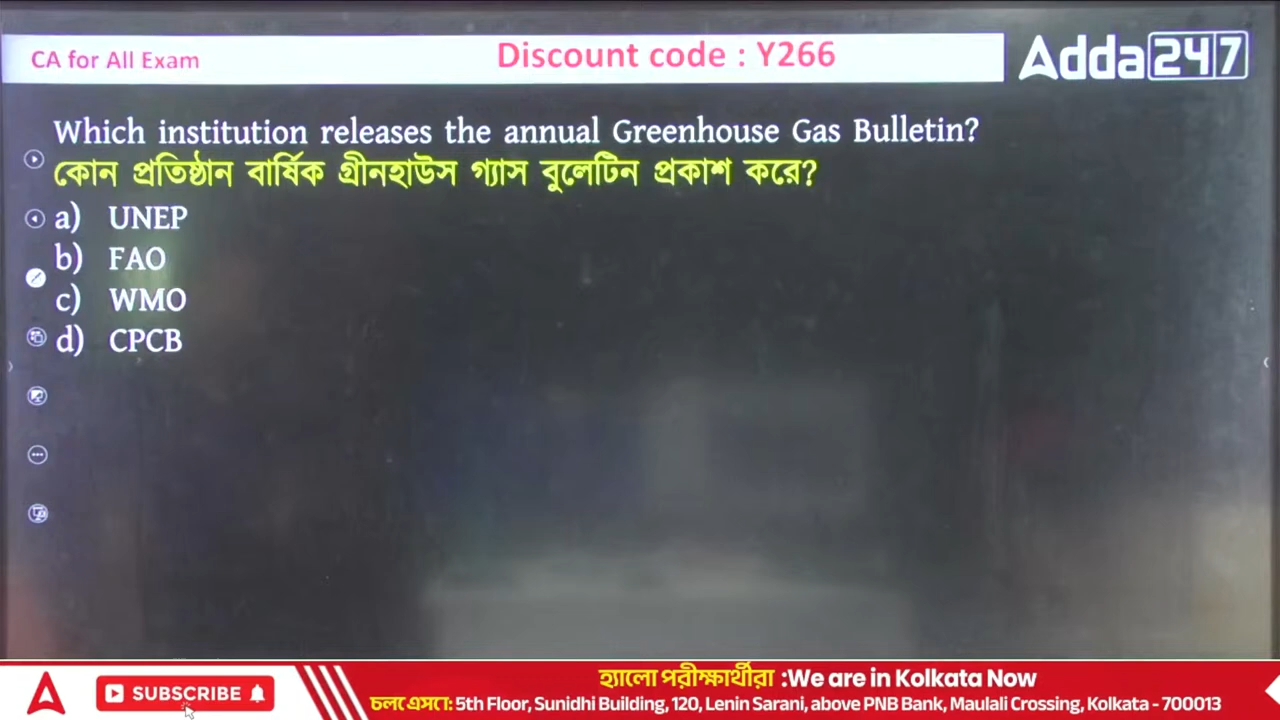 CA for All Exam
Discount code : Y266
Adda247
Which institution releases the annual Greenhouse Gas Bulletin?
কোন প্রতিষ্ঠান বার্ষিক গ্রীনহাউস গ্যাস বুলেটিন প্রকাশ করে?
a) UNEP
b) FAO
c) WMO
d) CPCB
SUBSCRIBE
হ্যালো পরীক্ষার্থীরা :We are in Kolkata Now
চলে এসো: 5th Floor, Sunidhi Building, 120, Lenin Sarani, above PNB Bank, Maulali Crossing, Kolkata - 700013